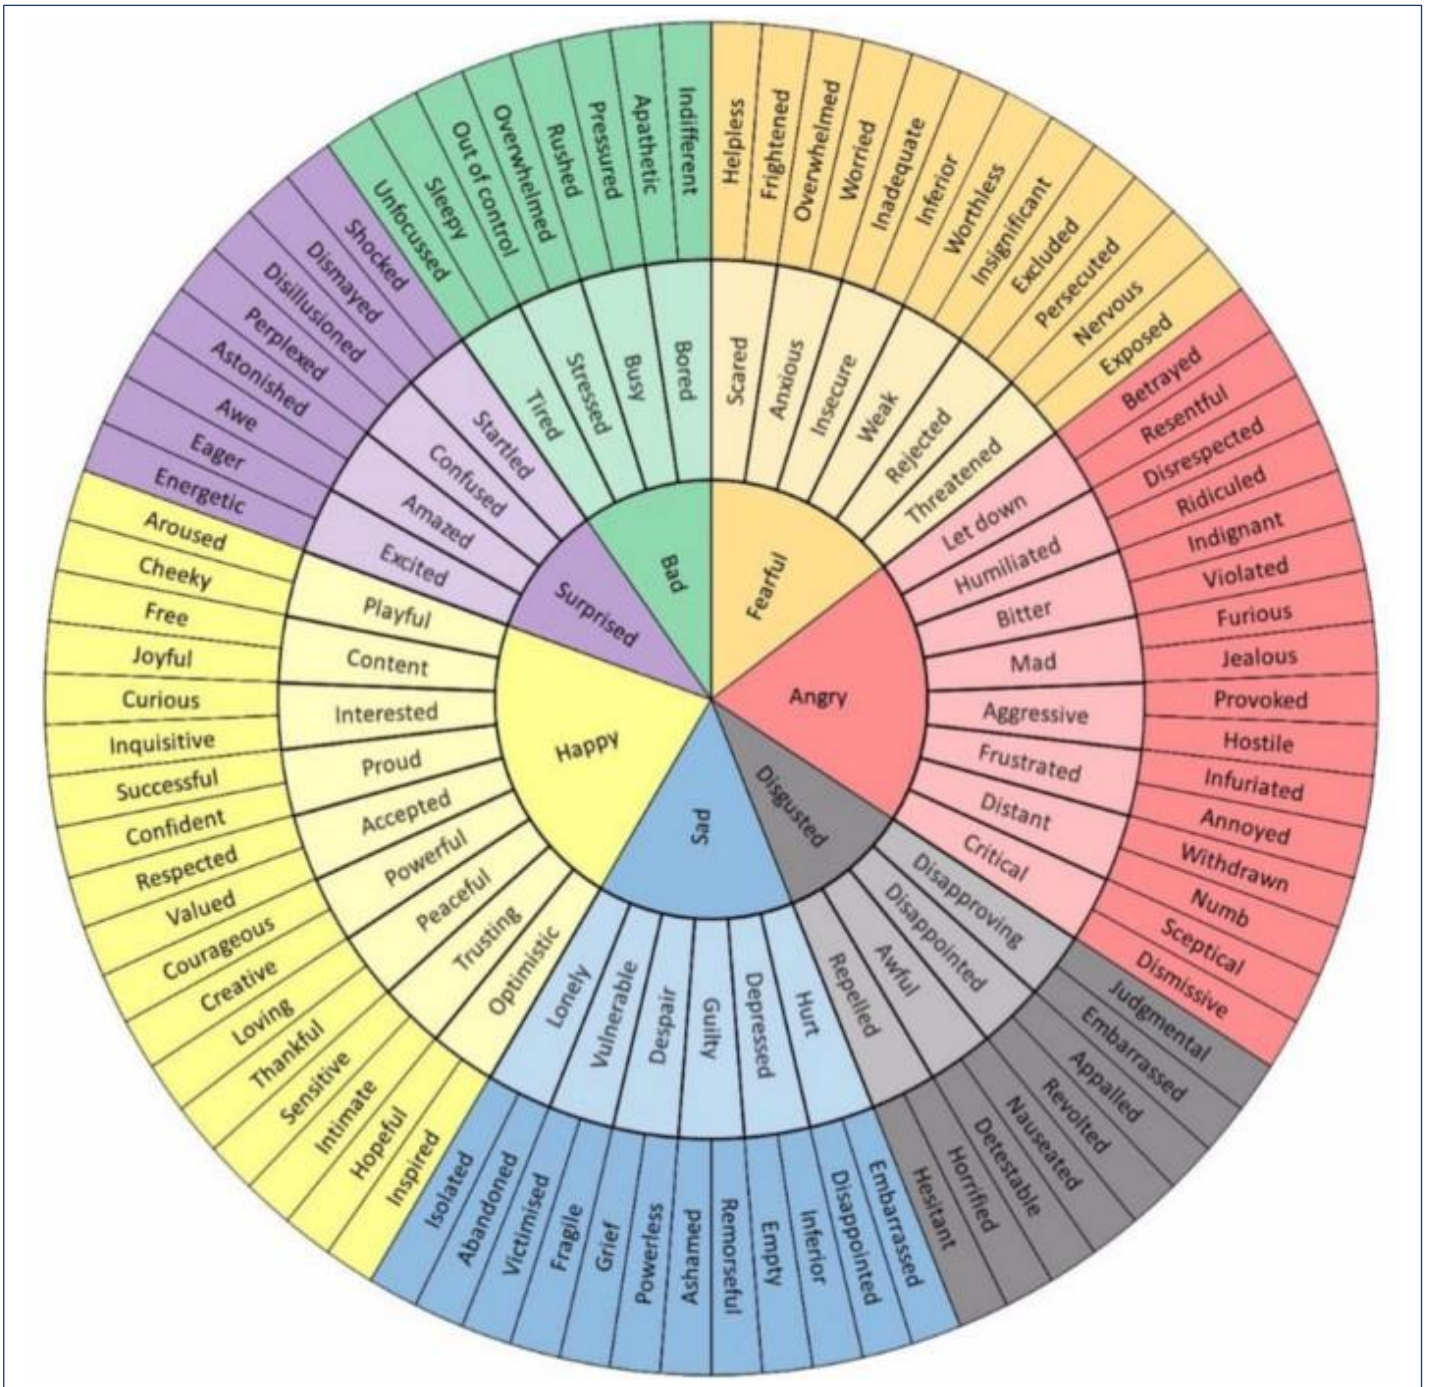 Bad
Fearful
Angry
Disgusted
Sad
Happy
Surprised
Tired
Stressed
Busy
Bored
Scared
Anxious
Insecure
Weak
Rejected
Threatened
Let down
Humiliated
Bitter
Mad
Aggressive
Frustrated
Distant
Critical
Disapproving
Disappointed
Awful
Repelled
Hurt
Depressed
Guilty
Despair
Vulnerable
Lonely
Optimistic
Trusting
Peaceful
Powerful
Accepted
Proud
Interested
Content
Playful
Excited
Amazed
Confused
Startled
Unfocussed
Sleepy
Out of control
Overwhelmed
Rushed
Pressured
Apathetic
Indifferent
Helpless
Frightened
Overwhelmed
Worried
Inadequate
Inferior
Worthless
Insignificant
Excluded
Persecuted
Nervous
Exposed
Betrayed
Resentful
Disrespected
Ridiculed
Indignant
Violated
Furious
Jealous
Provoked
Hostile
Infuriated
Annoyed
Withdrawn
Numb
Sceptical
Dismissive
Judgmental
Embarrassed
Appalled
Revolted
Nauseated
Detestable
Horrified
Hesitant
Embarrassed
Disappointed
Inferior
Empty
Remorseful
Ashamed
Powerless
Grief
Fragile
Victimised
Abandoned
Isolated
Inspired
Hopeful
Intimate
Sensitive
Thankful
Loving
Creative
Courageous
Valued
Respected
Confident
Successful
Inquisitive
Curious
Joyful
Free
Cheeky
Aroused
Energetic
Eager
Awe
Astonished
Perplexed
Disillusioned
Dismayed
Shocked